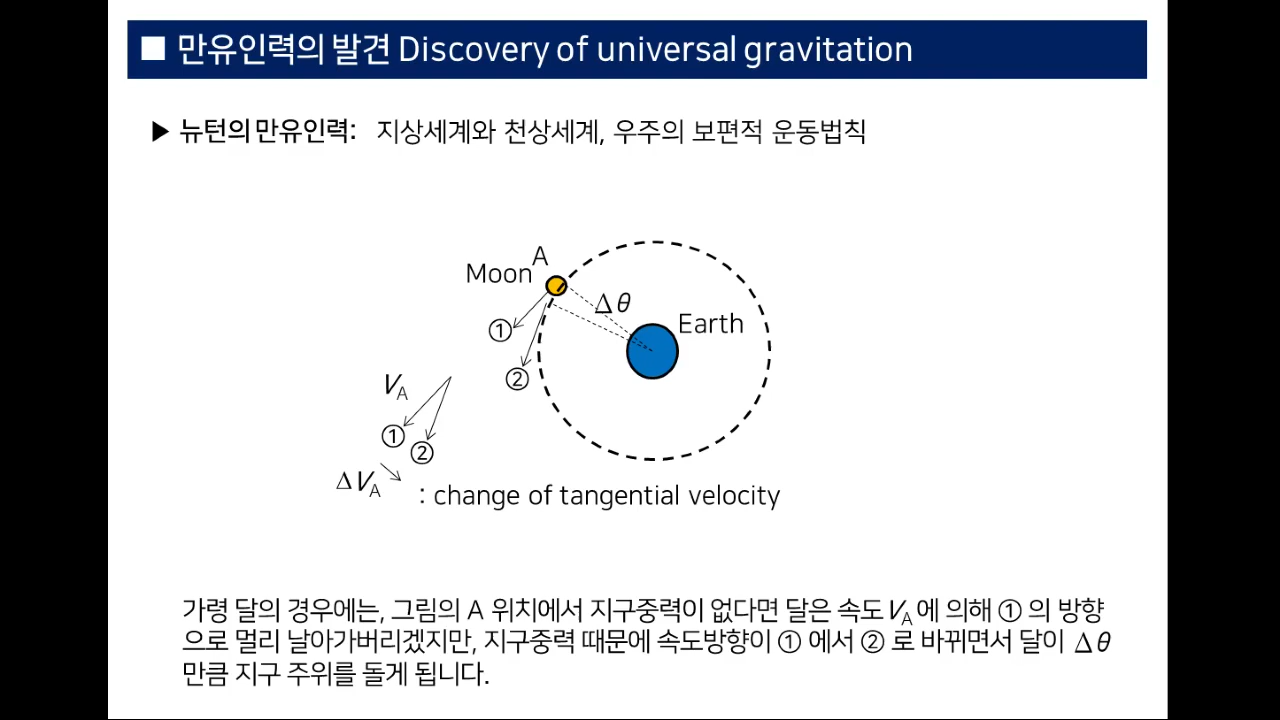 ■ 만유인력의 발견 Discovery of universal gravitation
▶ 뉴턴의 만유인력: 지상세계와 천상세계, 우주의 보편적 운동법칙
A
Moon
Δθ
Earth
①
②
V_A
①
②
ΔV_A
: change of tangential velocity
가령 달의 경우에는, 그림의 A 위치에서 지구중력이 없다면 달은 속도 V_A 에 의해 ① 의 방향
으로 멀리 날아가버리겠지만, 지구중력 때문에 속도방향이 ① 에서 ② 로 바뀌면서 달이 Δθ
만큼 지구 주위를 돌게 됩니다.